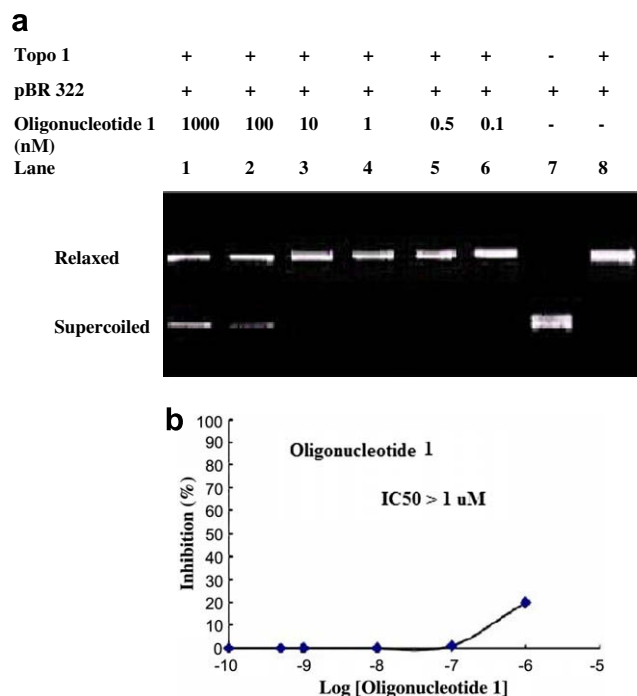 a
Topo 1 + + + + + + - +
pBR 322 + + + + + + + +
Oligonucleotide 1 1000 100 10 1 0.5 0.1 - -
(nM)
Lane 1 2 3 4 5 6 7 8
Relaxed
Supercoiled
b
100
90
80
70
60
50
40
30
20
10
0
Inhibition (%)
Oligonucleotide 1
IC50 > 1 uM
-10 -9 -8 -7 -6 -5
Log [Oligonucleotide 1]